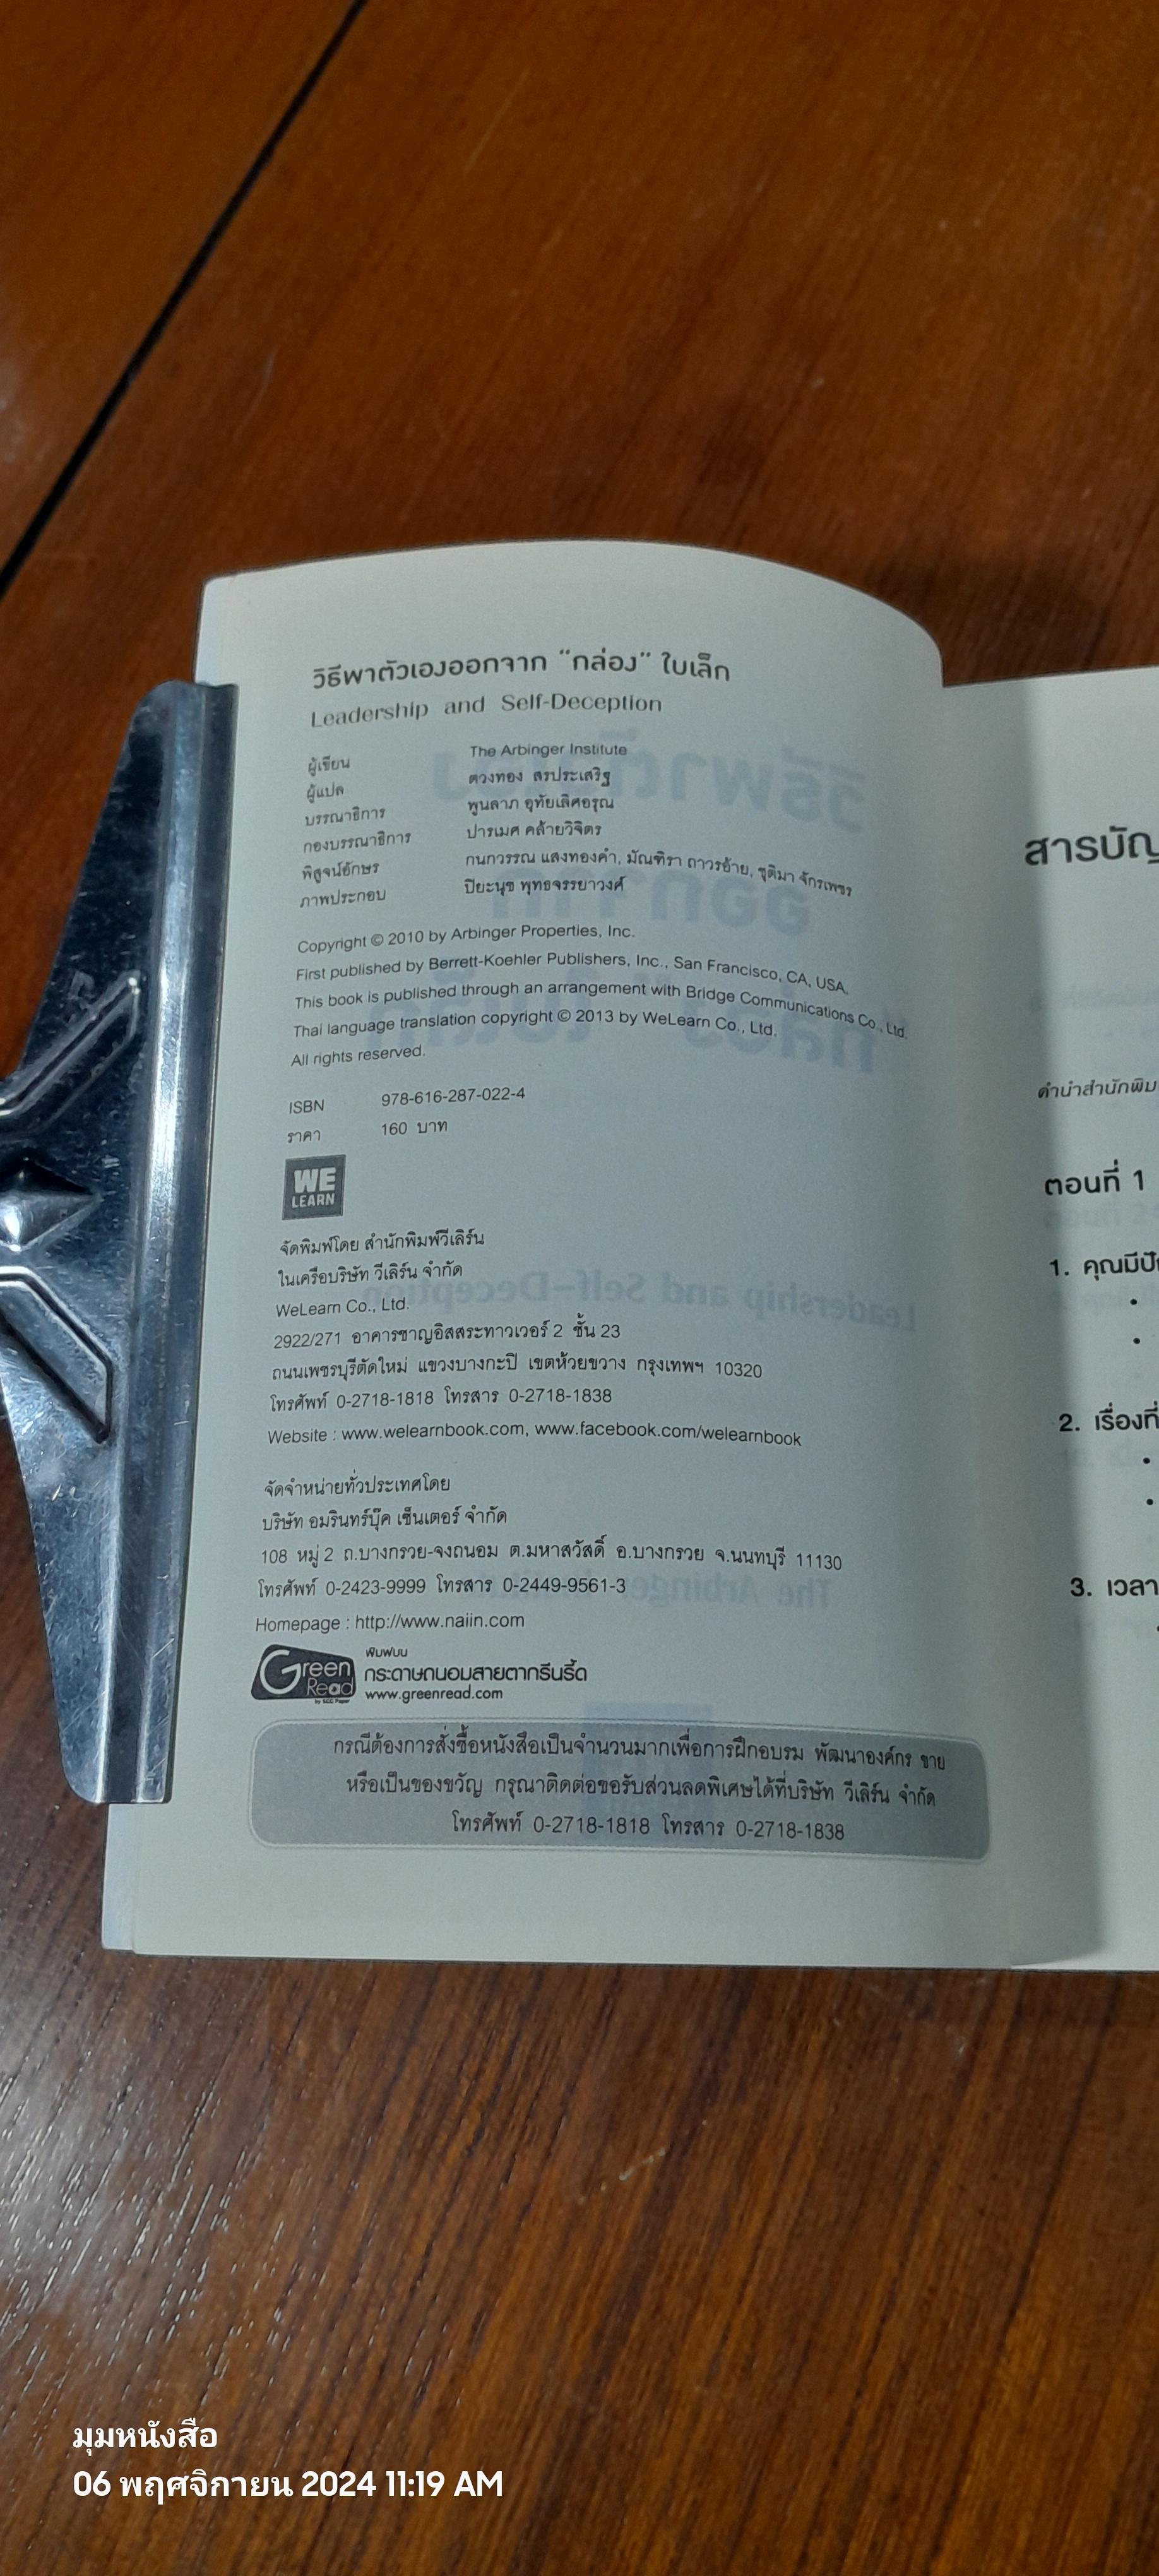 วิธีพาตัวเองออกจาก “กล่อง” ใบเล็ก
Leadership and Self-Deception
ผู้เขียน The Arbinger Institute
ผู้แปล ดวงทอง สรประเสริฐ
บรรณาธิการ พูนลาภ อุทัยเลิศอรุณ
กองบรรณาธิการ ปารเมศ คล้ายวิจิตร
พิสูจน์อักษร กนกวรรณ แสงทองคำ, มัณฑิรา ถาวรอ้าย, ชุติมา จักรเพชร
ภาพประกอบ ปิยะนุช พุทธจรรยาวงศ์
Copyright © 2010 by Arbinger Properties, Inc.
First published by Berrett-Koehler Publishers, Inc., San Francisco, CA, USA.
This book is published through an arrangement with Bridge Communications Co., Ltd.
Thai language translation copyright © 2013 by WeLearn Co., Ltd.
All rights reserved.
ISBN 978-616-287-022-4
ราคา 160 บาท
WE
LEARN
จัดพิมพ์โดย สำนักพิมพ์วีเลิร์น
ในเครือบริษัท วีเลิร์น จำกัด
WeLearn Co., Ltd.
2922/271 อาคารชาญอิสสระทาวเวอร์ 2 ชั้น 23
ถนนเพชรบุรีตัดใหม่ แขวงบางกะปิ เขตห้วยขวาง กรุงเทพฯ 10320
โทรศัพท์ 0-2718-1818 โทรสาร 0-2718-1838
Website : www.welearnbook.com, www.facebook.com/welearnbook
จัดจำหน่ายทั่วประเทศโดย
บริษัท อมรินทร์บุ๊ค เซ็นเตอร์ จำกัด
108 หมู่ 2 ถ.บางกรวย-จงถนอม ต.มหาสวัสดิ์ อ.บางกรวย จ.นนทบุรี 11130
โทรศัพท์ 0-2423-9999 โทรสาร 0-2449-9561-3
Homepage : http://www.naiin.com
Green Read by SCG Paper
พิมพ์บน
กระดาษถนอมสายตากรีนรี้ด
www.greenread.com
กรณีต้องการสั่งซื้อหนังสือเป็นจำนวนมากเพื่อการฝึกอบรม พัฒนาองค์กร ขาย
หรือเป็นของขวัญ กรุณาติดต่อขอรับส่วนลดพิเศษได้ที่บริษัท วีเลิร์น จำกัด
โทรศัพท์ 0-2718-1818 โทรสาร 0-2718-1838
สารบัญ
คำนำสำนักพิม
ตอนที่ 1
1. คุณมีปั
2. เรื่องที่
3. เวลา
มุมหนังสือ
06 พฤศจิกายน 2024 11:19 AM